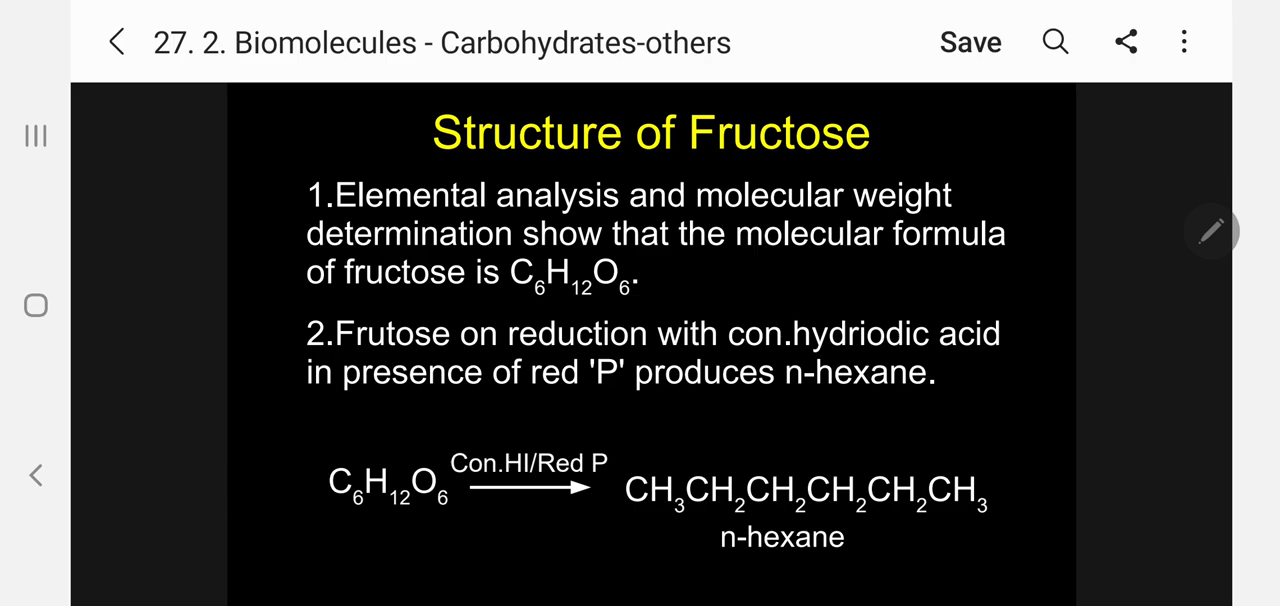 27. 2. Biomolecules - Carbohydrates-others
Save
Structure of Fructose
1.Elemental analysis and molecular weight
determination show that the molecular formula
of fructose is C₆H₁₂O₆.
2.Frutose on reduction with con.hydriodic acid
in presence of red 'P' produces n-hexane.
Con.HI/Red P
C₆H₁₂O₆ → CH₃CH₂CH₂CH₂CH₂CH₃
n-hexane